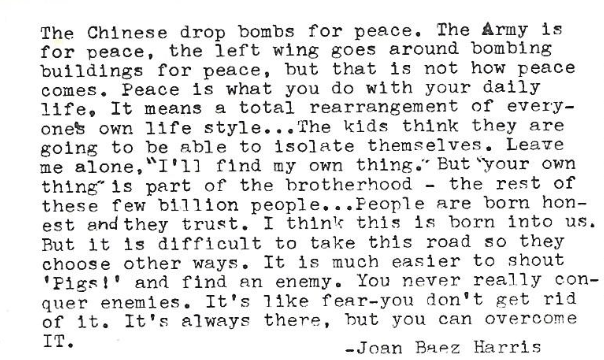 The Chinese drop bombs for peace. The Army is
for peace, the left wing goes around bombing
buildings for peace, but that is not how peace
comes. Peace is what you do with your daily
life. It means a total rearrangement of every-
one's own life style...The kids think they are
going to be able to isolate themselves. Leave
me alone,"I'll find my own thing." But "your own
thing" is part of the brotherhood - the rest of
these few billion people...People are born hon-
est and they trust. I think this is born into us.
But it is difficult to take this road so they
choose other ways. It is much easier to shout
'Pigs!' and find an enemy. You never really con-
quer enemies. It's like fear-you don't get rid
of it. It's always there, but you can overcome
IT.
-Joan Baez Harris